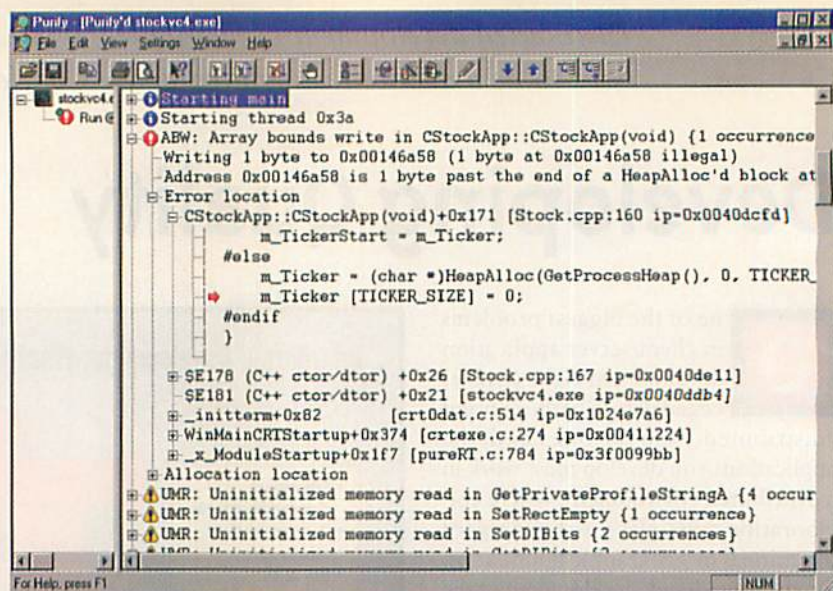 Purify - [Purify'd stockvc4.exe]
File Edit View Settings Window Help
stockvc4.e
Run @
Starting main
Starting thread 0x3a
ABW: Array bounds write in CStockApp::CStockApp(void) {1 occurrence
Writing 1 byte to 0x00146a58 (1 byte at 0x00146a58 illegal)
Address 0x00146a58 is 1 byte past the end of a HeapAlloc'd block at
Error location
CStockApp::CStockApp(void)+0x171 [Stock.cpp:160 ip=0x0040dcfd]
m_TickerStart = m_Ticker;
#else
m_Ticker = (char *)HeapAlloc(GetProcessHeap(), 0, TICKER_
m_Ticker [TICKER_SIZE] = 0;
#endif
}
$E178 (C++ ctor/dtor) +0x26 [Stock.cpp:167 ip=0x0040de11]
$E181 (C++ ctor/dtor) +0x21 [stockvc4.exe ip=0x0040ddb4]
_initterm+0x82 [crt0dat.c:514 ip=0x1024e7a6]
WinMainCRTStartup+0x374 [crtexe.c:274 ip=0x00411224]
_x_ModuleStartup+0x1f7 [pureRT.c:784 ip=0x3f0099bb]
Allocation location
UMR: Uninitialized memory read in GetPrivateProfileStringA {4 occur
UMR: Uninitialized memory read in SetRectEmpty {1 occurrence}
UMR: Uninitialized memory read in SetDIBits {2 occurrences}
For Help, press F1
NUM